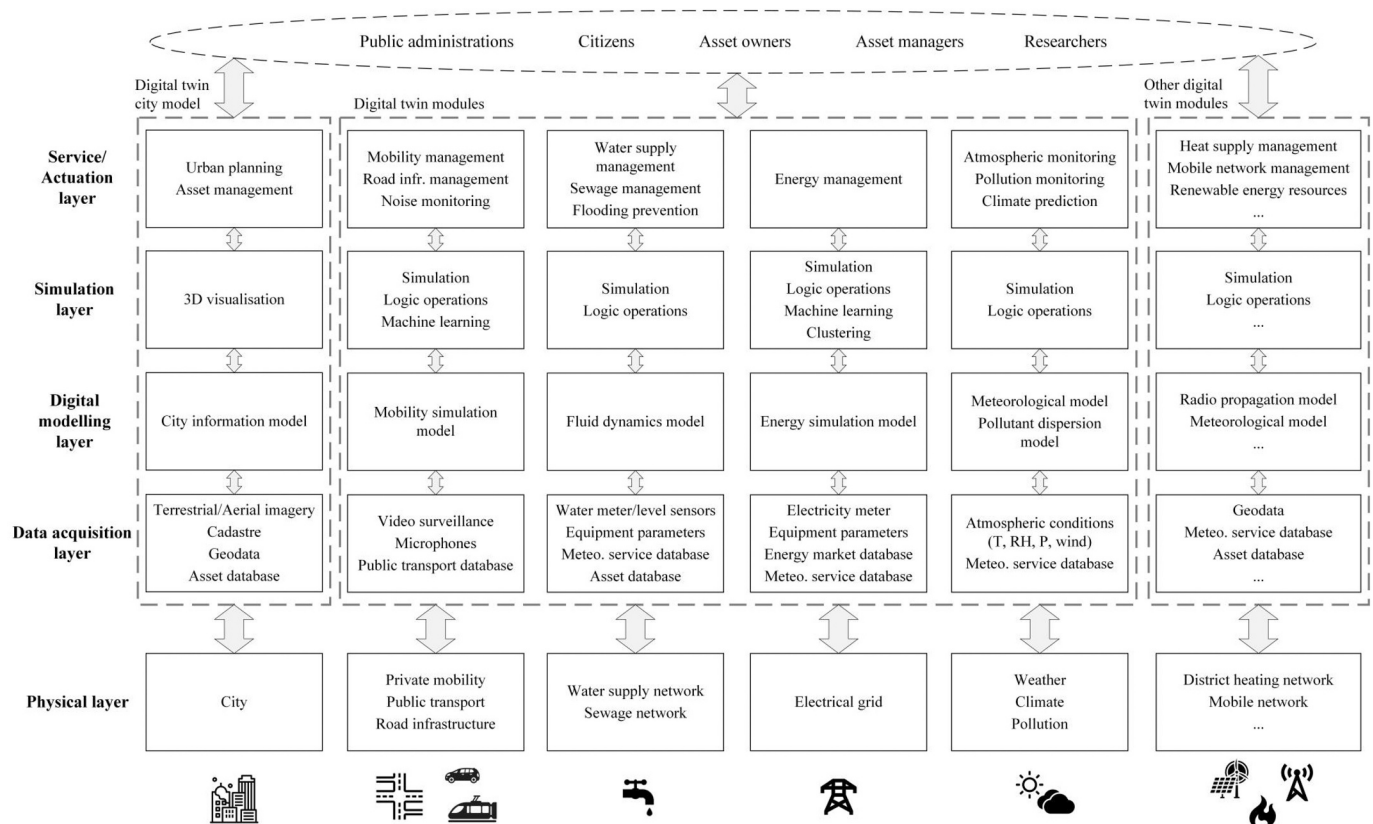 Public administrations Citizens Asset owners Asset managers Researchers
Digital twin
city model
Digital twin modules
Other digital
twin modules
Service/
Actuation
layer
Urban planning
Asset management
Mobility management
Road infr. management
Noise monitoring
Water supply
management
Sewage management
Flooding prevention
Energy management
Atmospheric monitoring
Pollution monitoring
Climate prediction
Heat supply management
Mobile network management
Renewable energy resources
...
Simulation
layer
3D visualisation
Simulation
Logic operations
Machine learning
Simulation
Logic operations
Simulation
Logic operations
Machine learning
Clustering
Simulation
Logic operations
Simulation
Logic operations
...
Digital
modelling
layer
City information model
Mobility simulation
model
Fluid dynamics model
Energy simulation model
Meteorological model
Pollutant dispersion
model
Radio propagation model
Meteorological model
...
Data acquisition
layer
Terrestrial/Aerial imagery
Cadastre
Geodata
Asset database
Video surveillance
Microphones
Public transport database
Water meter/level sensors
Equipment parameters
Meteo. service database
Asset database
Electricity meter
Equipment parameters
Energy market database
Meteo. service database
Atmospheric conditions
(T, RH, P, wind)
Meteo. service database
Geodata
Meteo. service database
Asset database
...
Physical layer
City
Private mobility
Public transport
Road infrastructure
Water supply network
Sewage network
Electrical grid
Weather
Climate
Pollution
District heating network
Mobile network
...